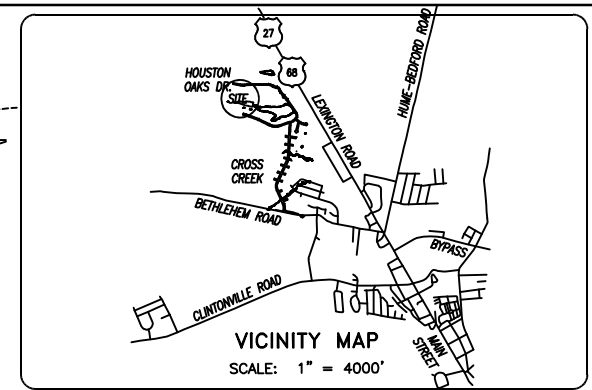 27
68
HOUSTON
OAKS DR.
SITE
LEXINGTON ROAD
HUME-BEDFORD ROAD
CROSS
CREEK
BETHLEHEM ROAD
BYPASS
CLINTONVILLE ROAD
MAIN
STREET
VICINITY MAP
SCALE: 1" = 4000'